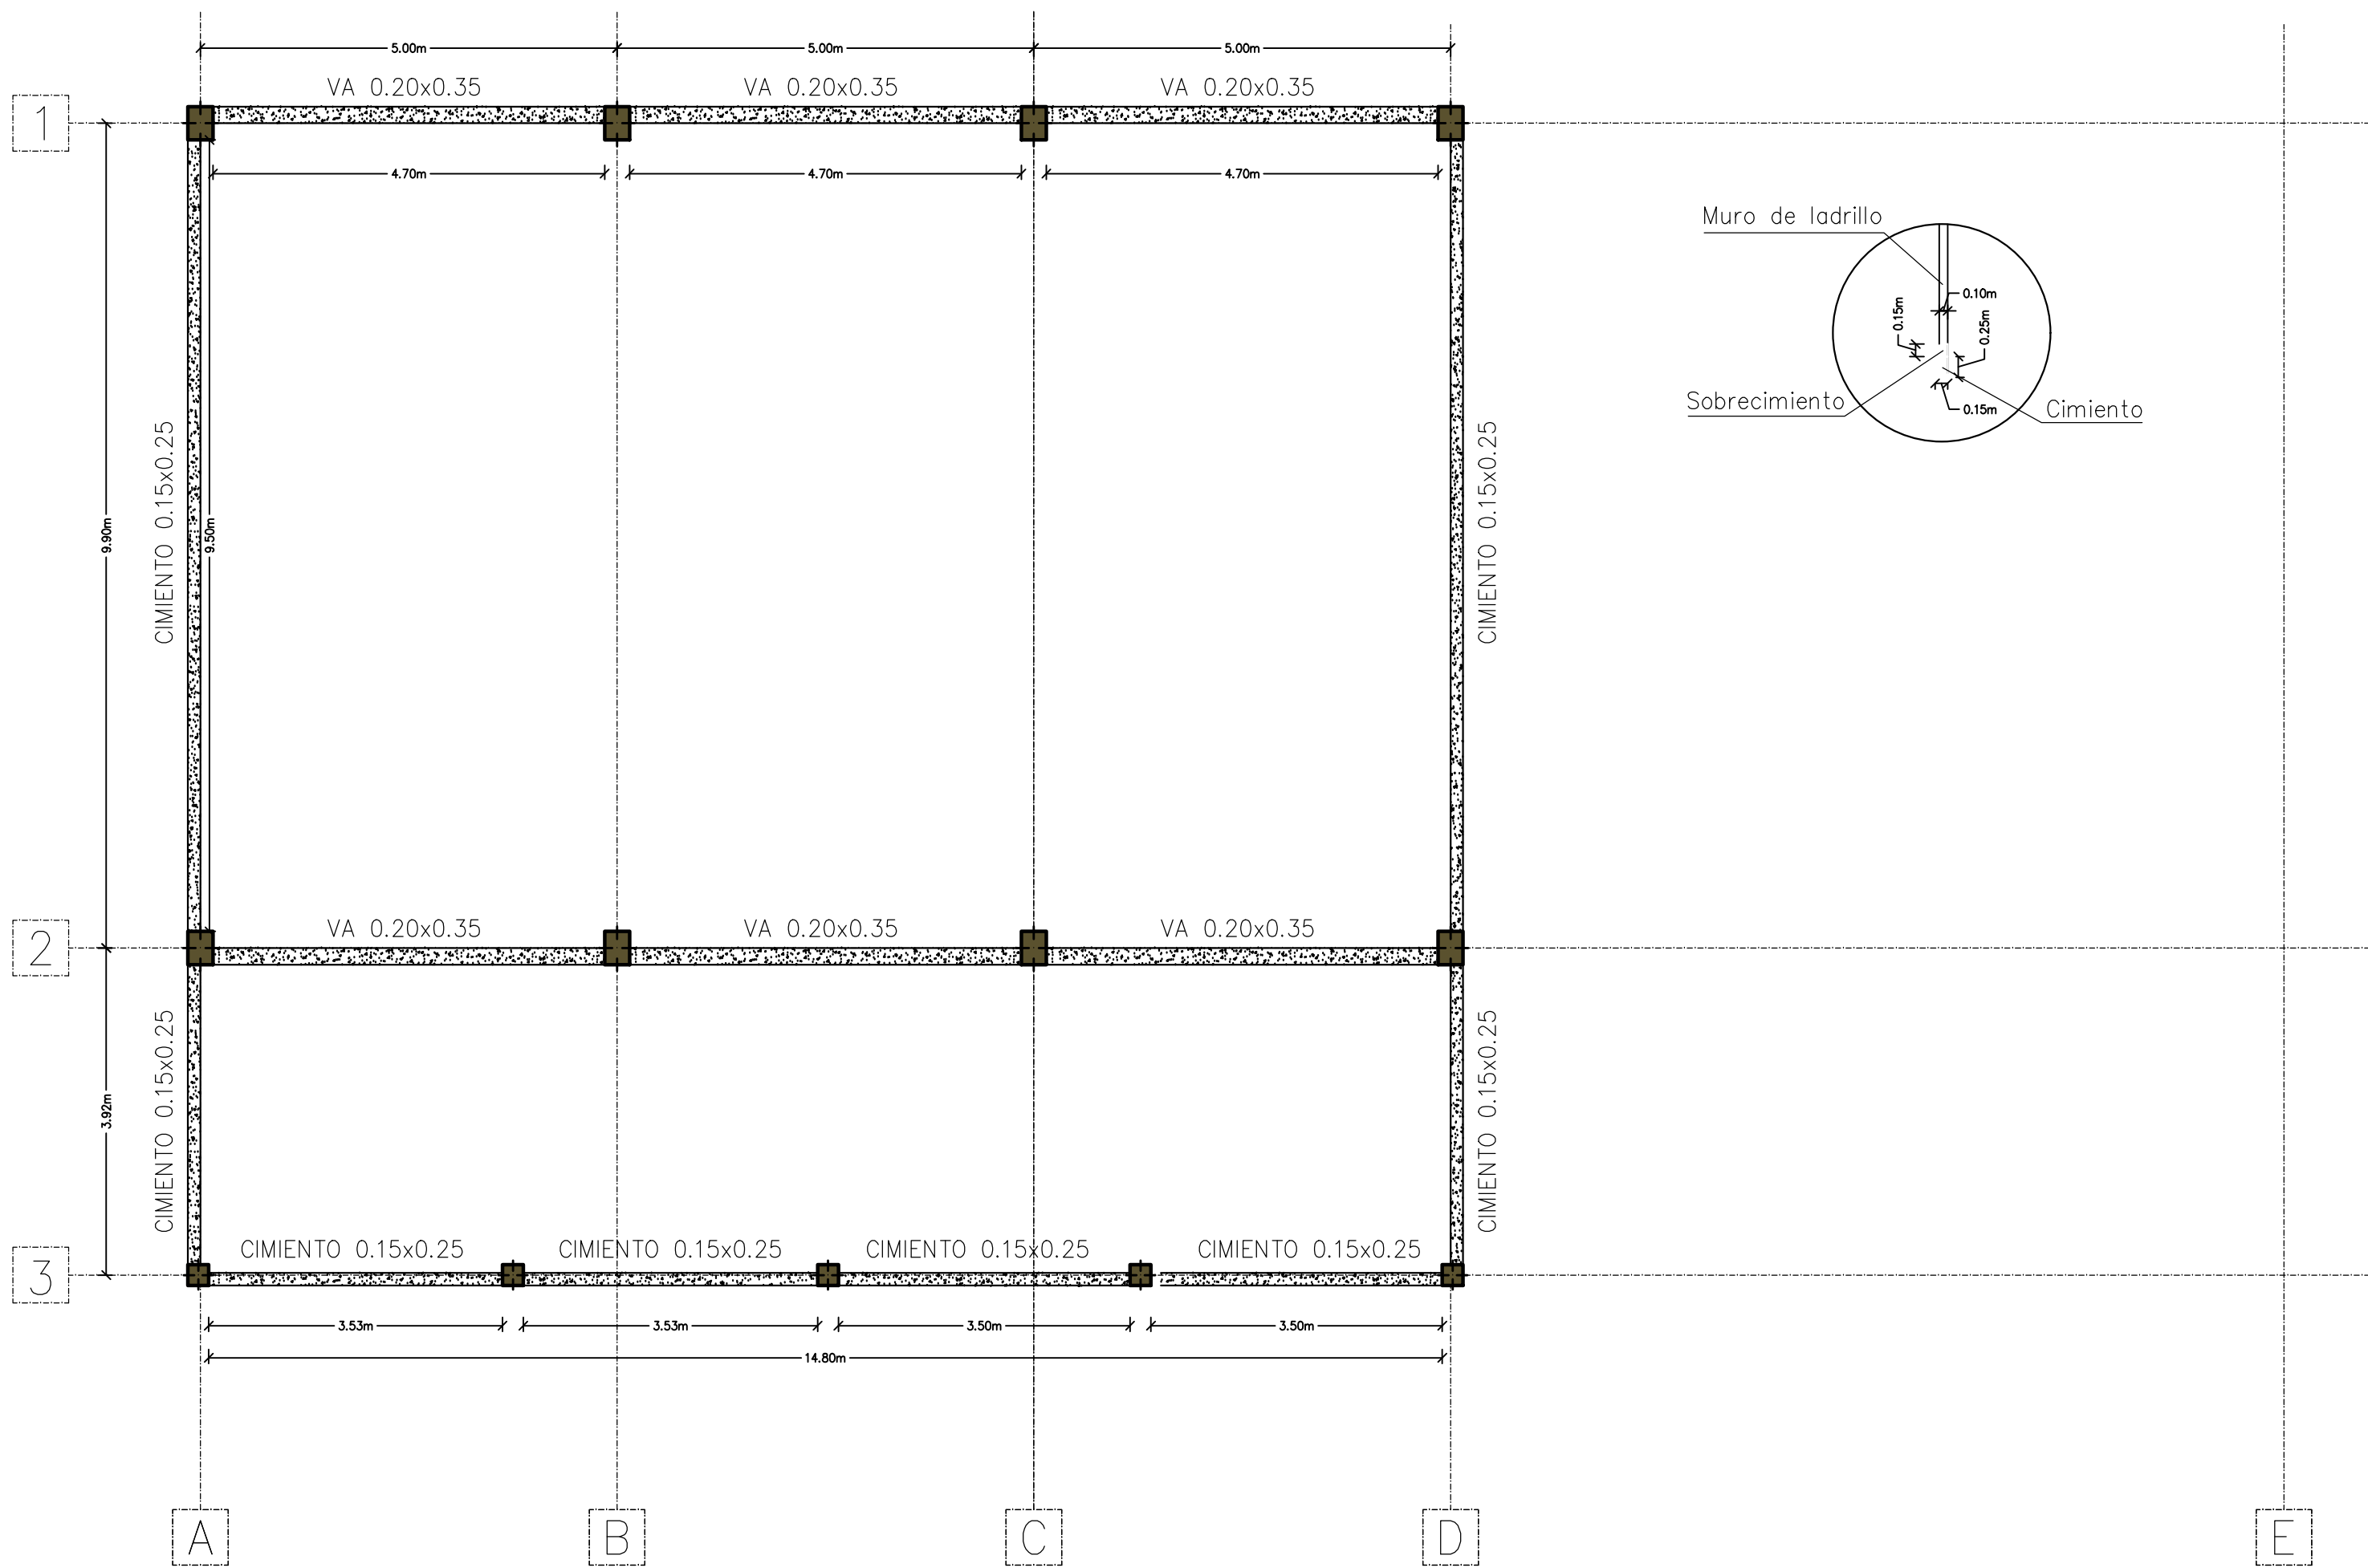 5.00m 5.00m 5.00m
VA 0.20x0.35 VA 0.20x0.35 VA 0.20x0.35
1
4.70m 4.70m 4.70m
Muro de ladrillo
0.10m
0.15m
0.25m
Sobrecimiento
0.15m
Cimiento
CIMIENTO 0.15x0.25
CIMIENTO 0.15x0.25
9.90m
9.50m
VA 0.20x0.35 VA 0.20x0.35 VA 0.20x0.35
2
CIMIENTO 0.15x0.25
CIMIENTO 0.15x0.25
3.92m
CIMIENTO 0.15x0.25 CIMIENTO 0.15x0.25 CIMIENTO 0.15x0.25 CIMIENTO 0.15x0.25
3
3.53m 3.53m 3.50m 3.50m
14.80m
A B C D E